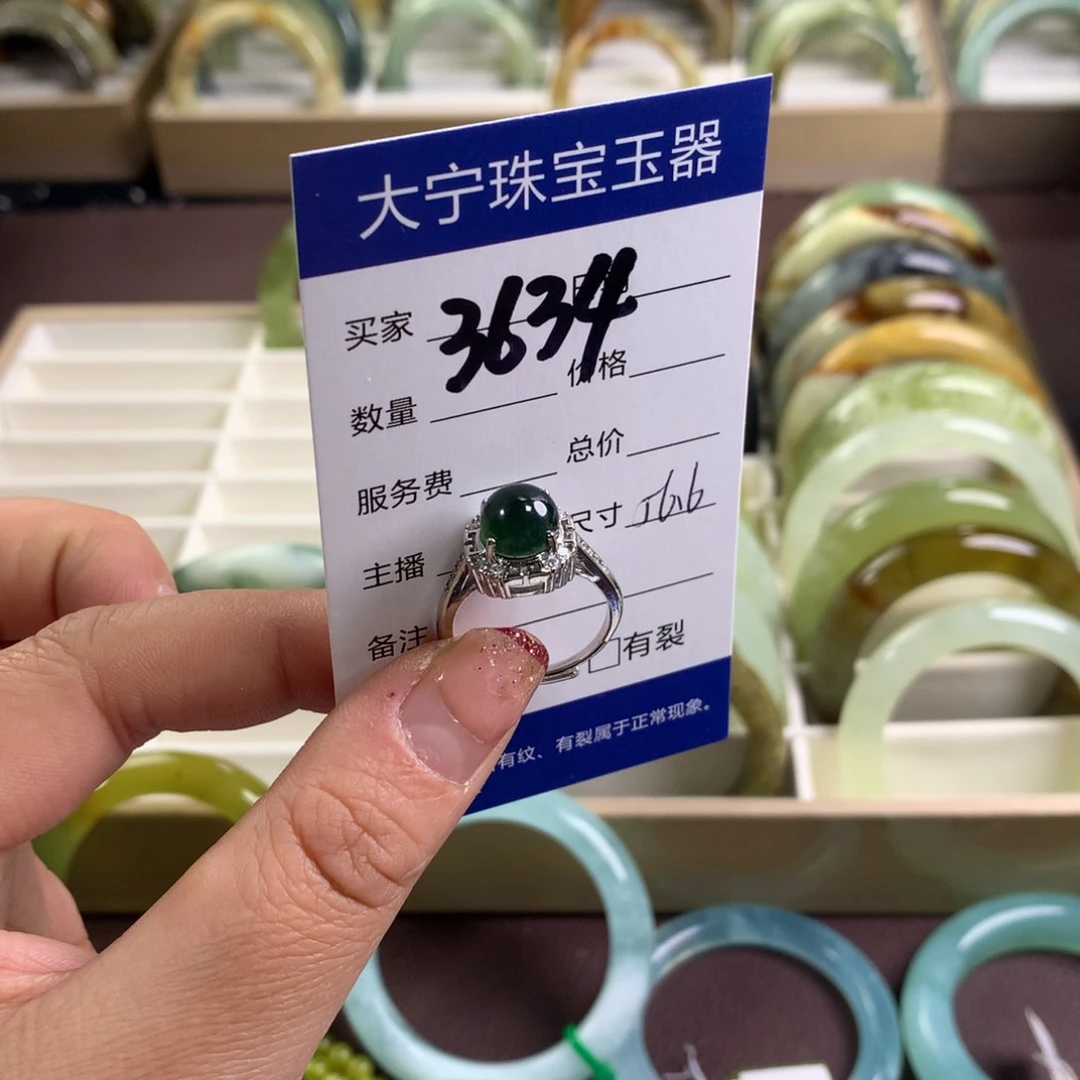 大宁珠宝玉器
买家 3634
数量 价格
服务费 总价
主播 尺寸
备注 有裂
有纹、有裂属于正常现象。